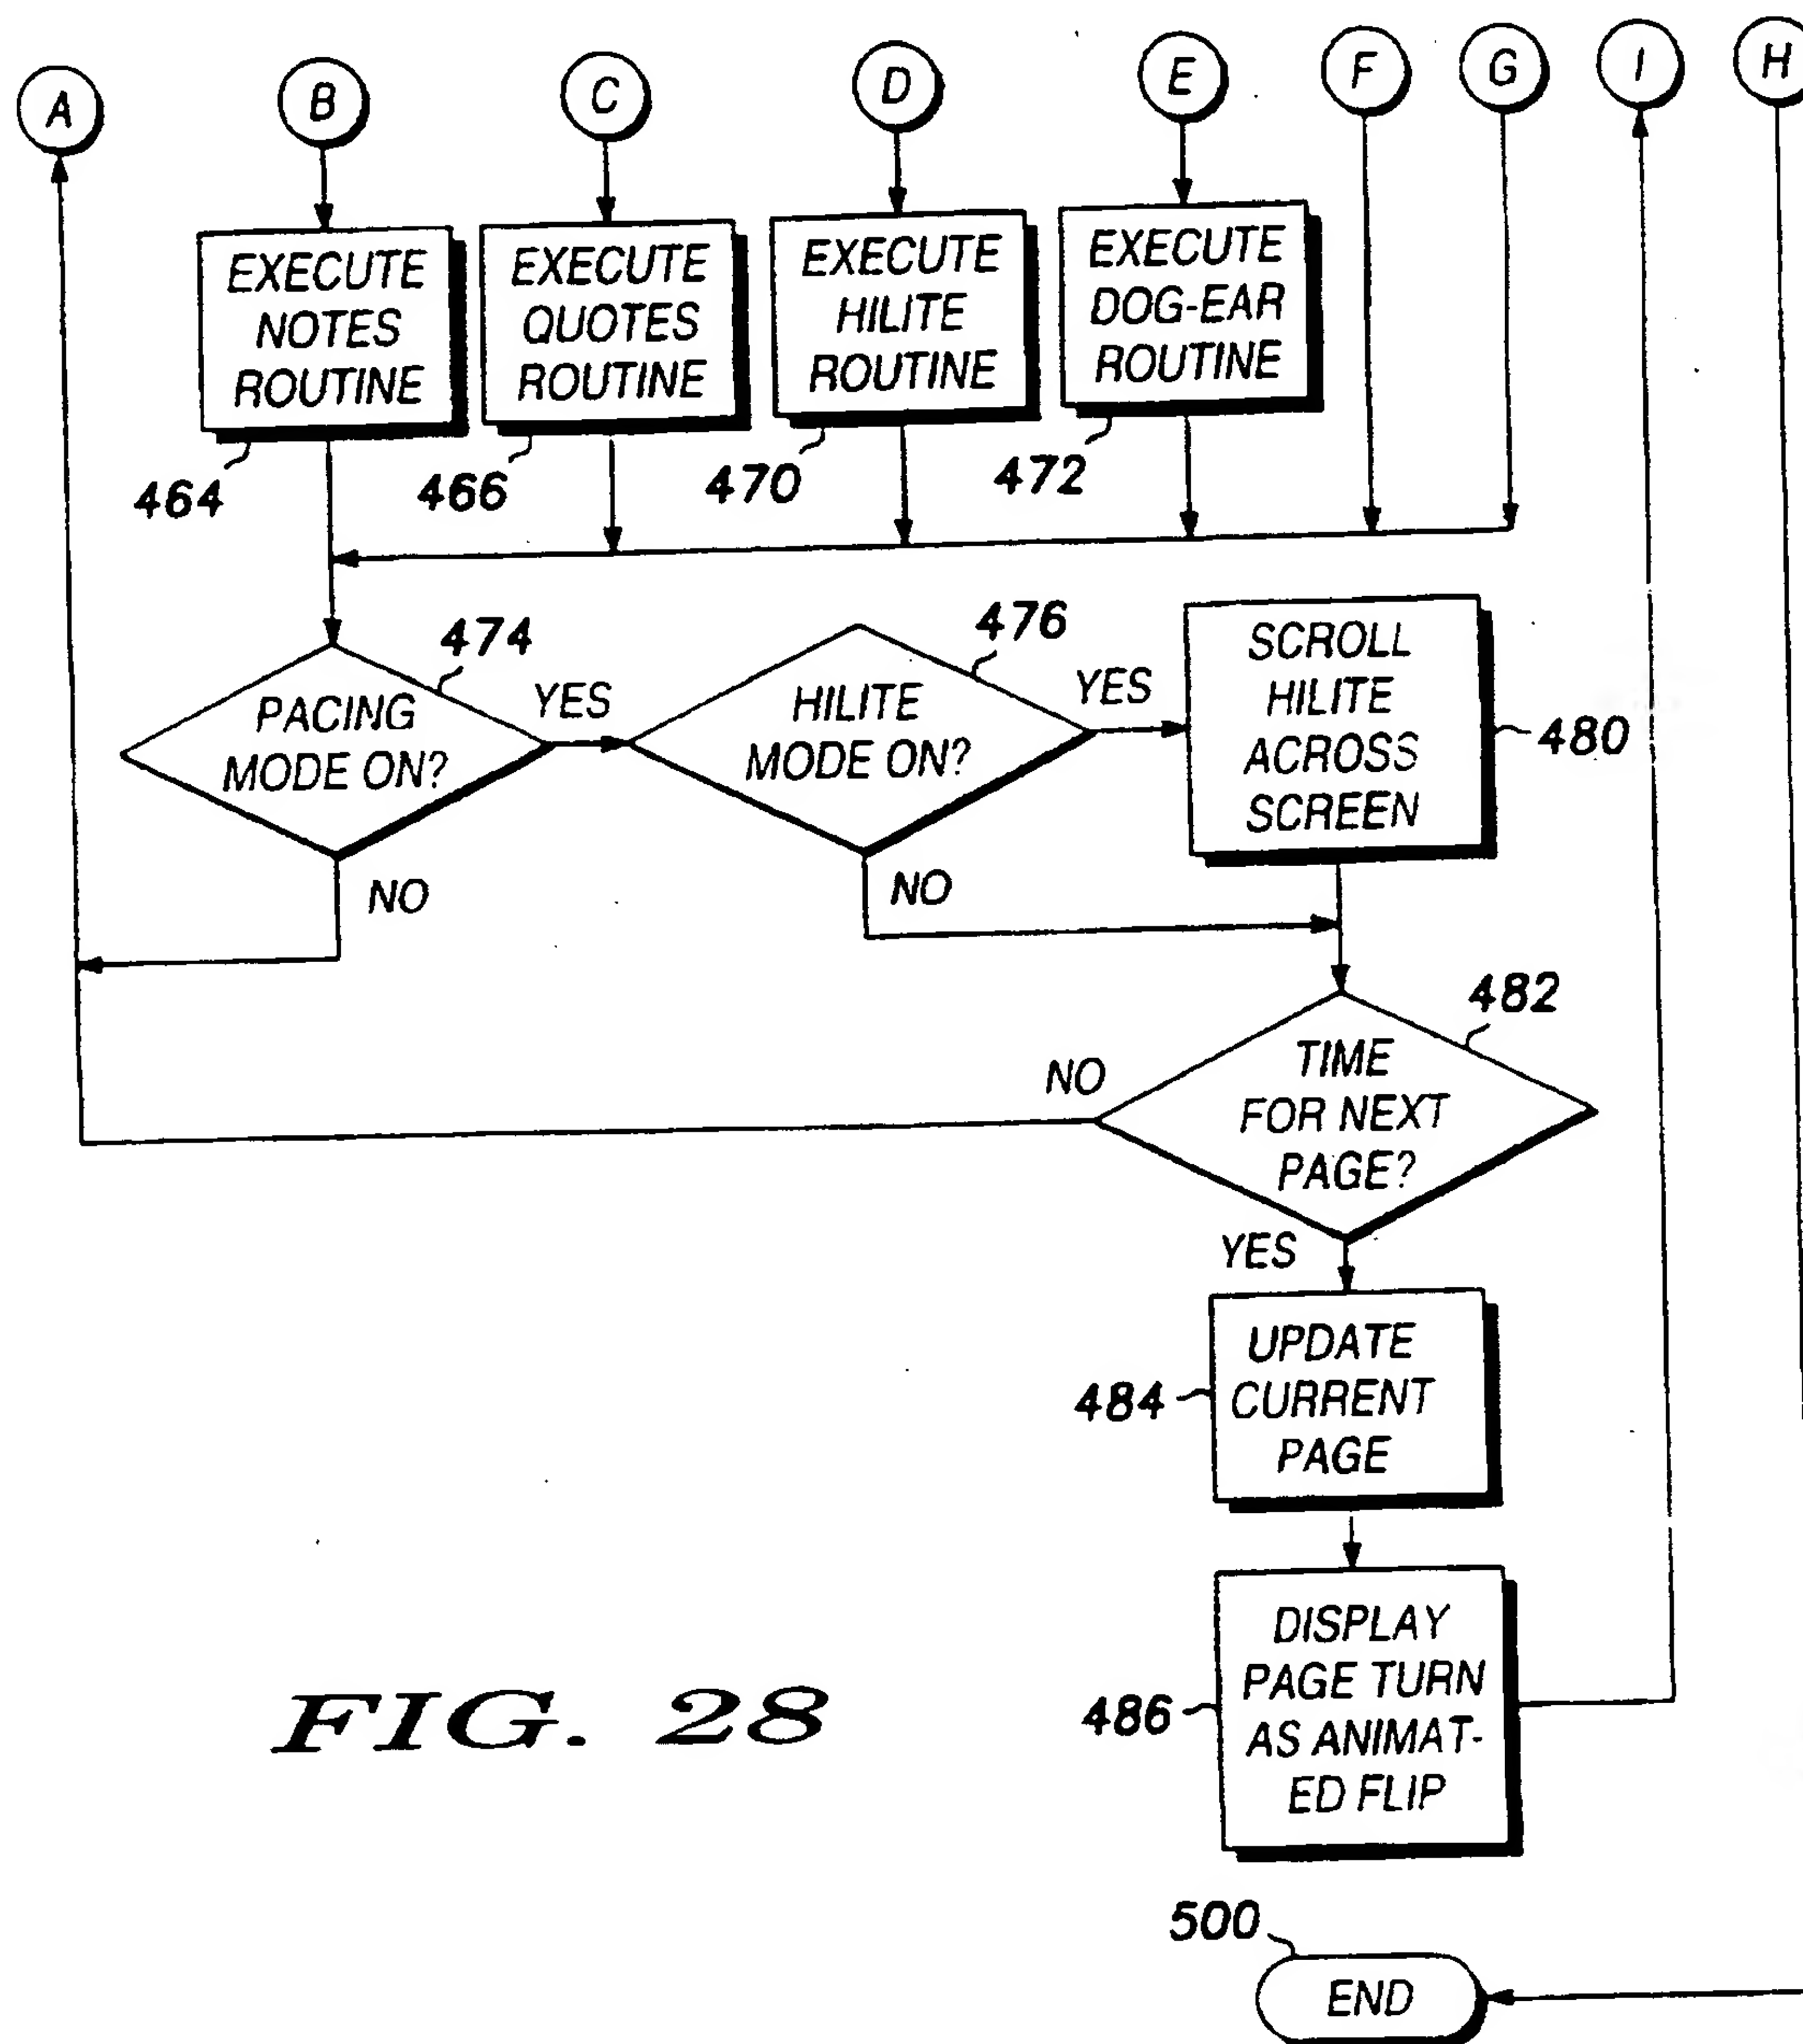 A
B
C
D
E
F
G
I
H
EXECUTE
NOTES
ROUTINE
EXECUTE
QUOTES
ROUTINE
EXECUTE
HILITE
ROUTINE
EXECUTE
DOG-EAR
ROUTINE
464
466
470
472
474
PACING
MODE ON?
YES
NO
476
HILITE
MODE ON?
YES
NO
SCROLL
HILITE
ACROSS
SCREEN
480
482
TIME
FOR NEXT
PAGE?
NO
YES
484
UPDATE
CURRENT
PAGE
486
DISPLAY
PAGE TURN
AS ANIMAT-
ED FLIP
FIG. 28
500
END